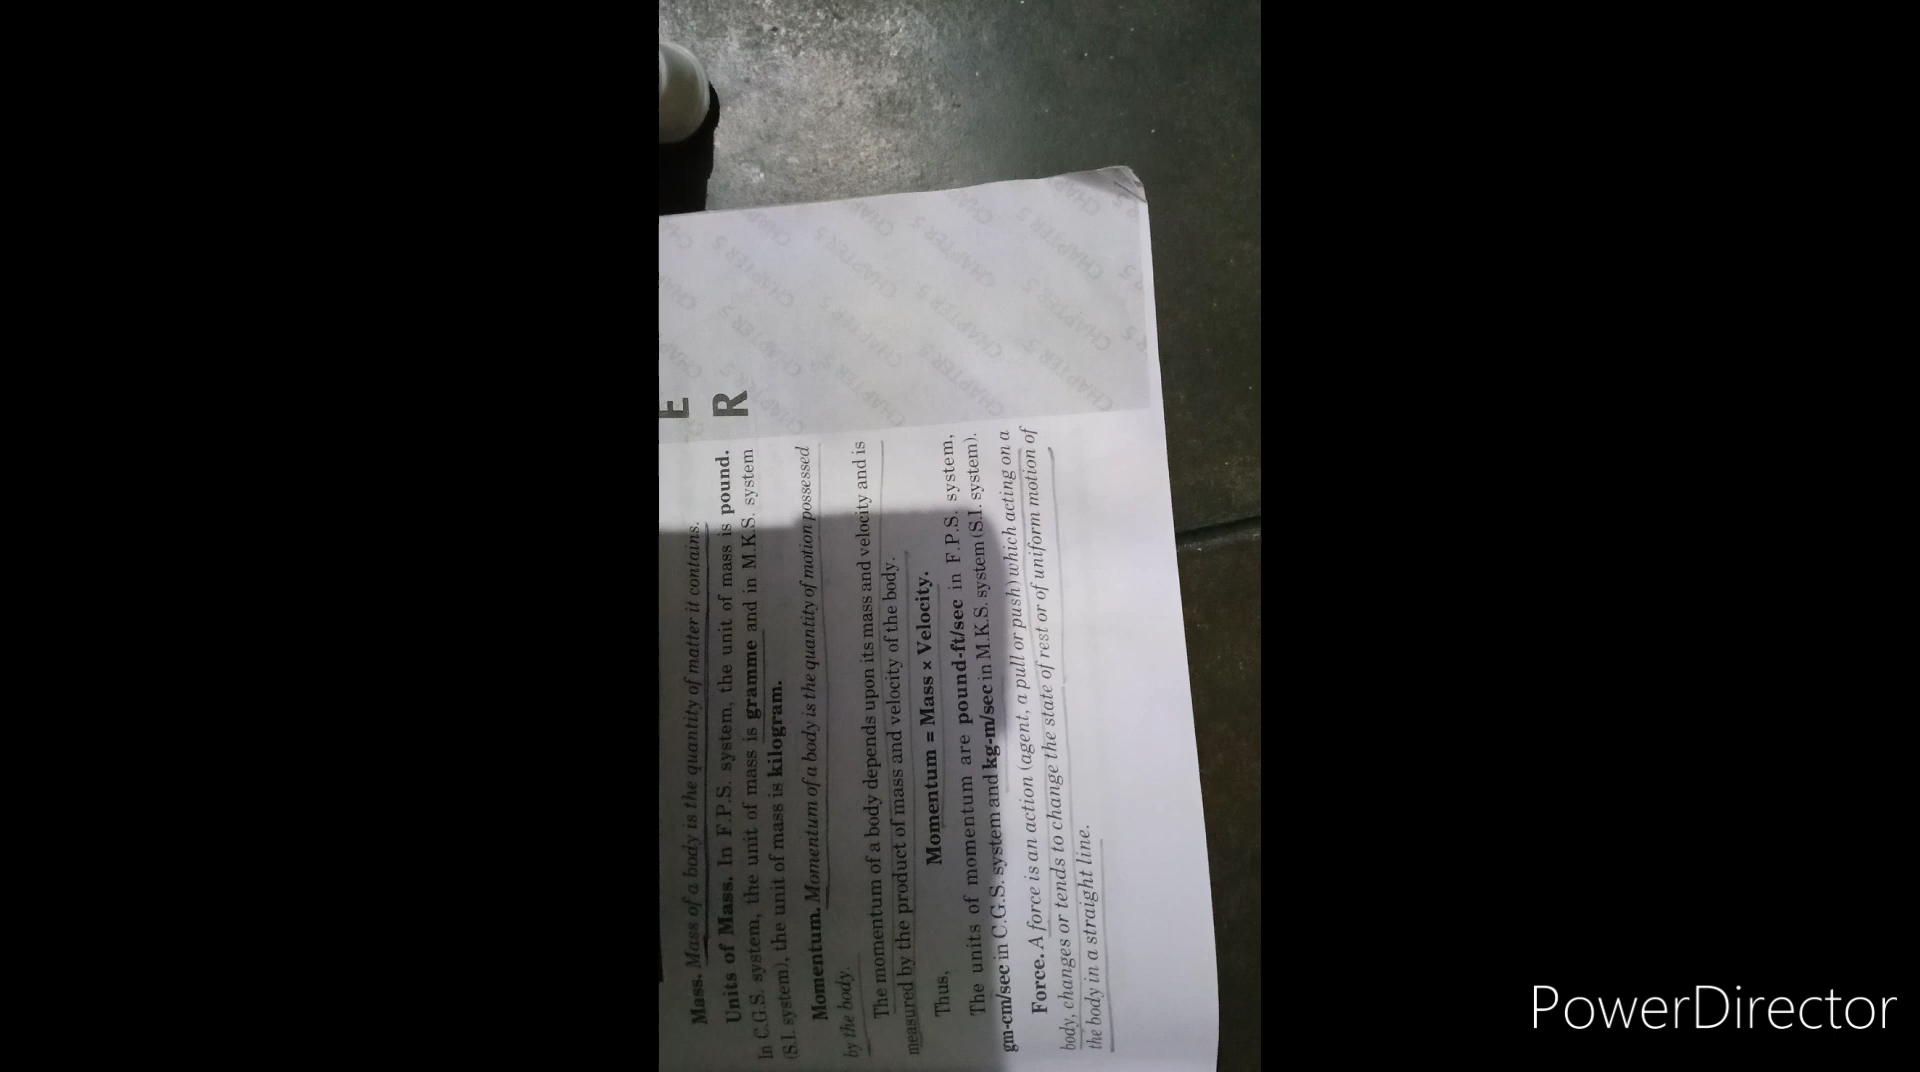 E
R
Mass. Mass of a body is the quantity of matter it contains.
Units of Mass. In F.P.S. system, the unit of mass is pound.
In C.G.S. system, the unit of mass is gramme and in M.K.S. system
(S.I. system), the unit of mass is kilogram.
Momentum. Momentum of a body is the quantity of motion possessed
by the body.
The momentum of a body depends upon its mass and velocity and is
measured by the product of mass and velocity of the body.
Thus, Momentum = Mass × Velocity.
The units of momentum are pound-ft/sec in F.P.S. system,
gm-cm/sec in C.G.S. system and kg-m/sec in M.K.S. system (S.I. system).
Force. A force is an action (agent, a pull or push) which acting on a
body, changes or tends to change the state of rest or of uniform motion of
the body in a straight line.
CHAPTER 5
PowerDirector